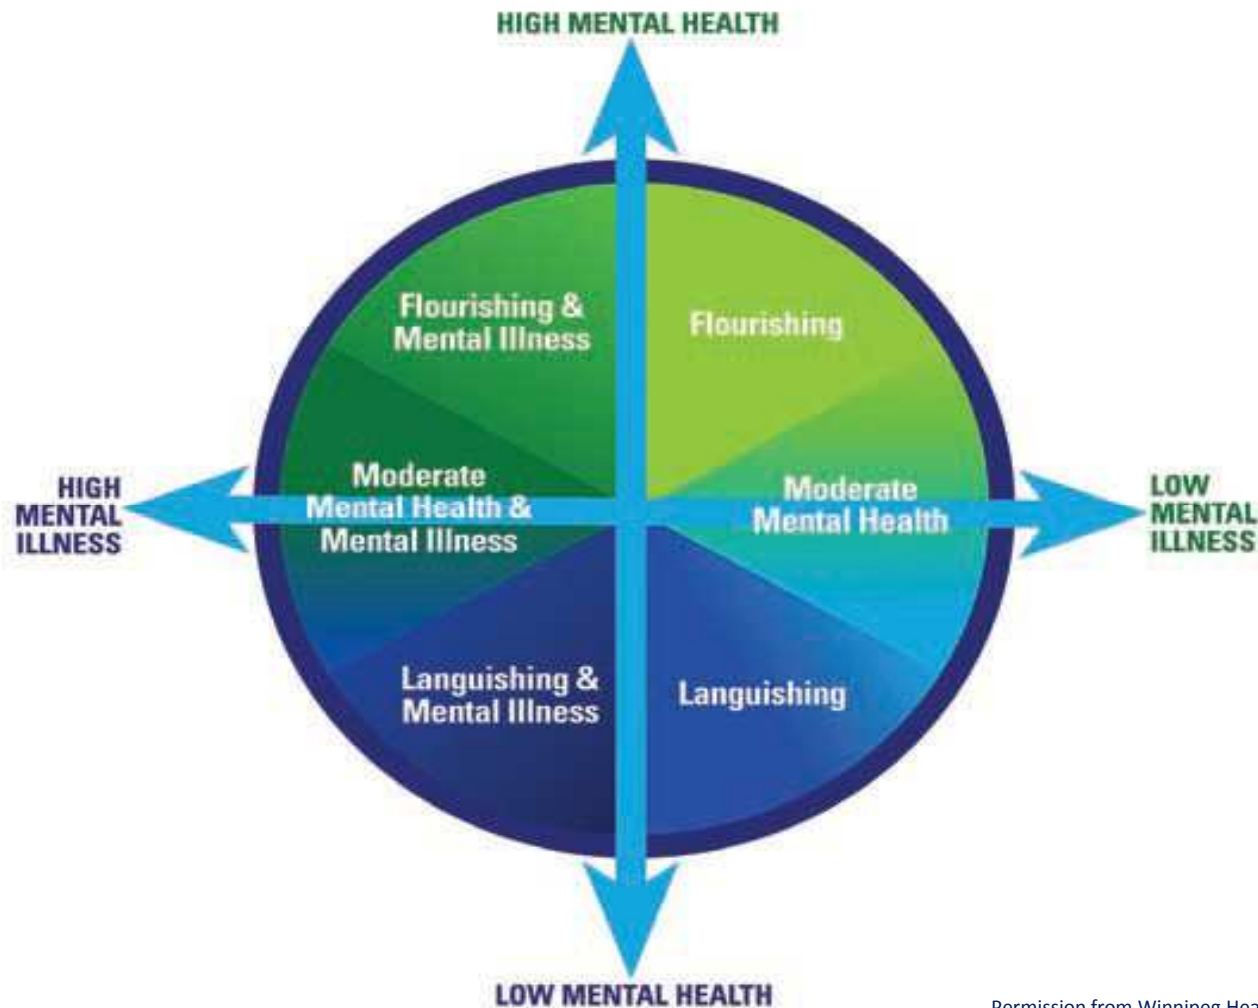 HIGH MENTAL HEALTH
Flourishing &
Mental Illness
Flourishing
HIGH
MENTAL
ILLNESS
Moderate
Mental Health &
Mental Illness
Moderate
Mental Health
LOW
MENTAL
ILLNESS
Languishing &
Mental Illness
Languishing
LOW MENTAL HEALTH
Permission from Winnipeg